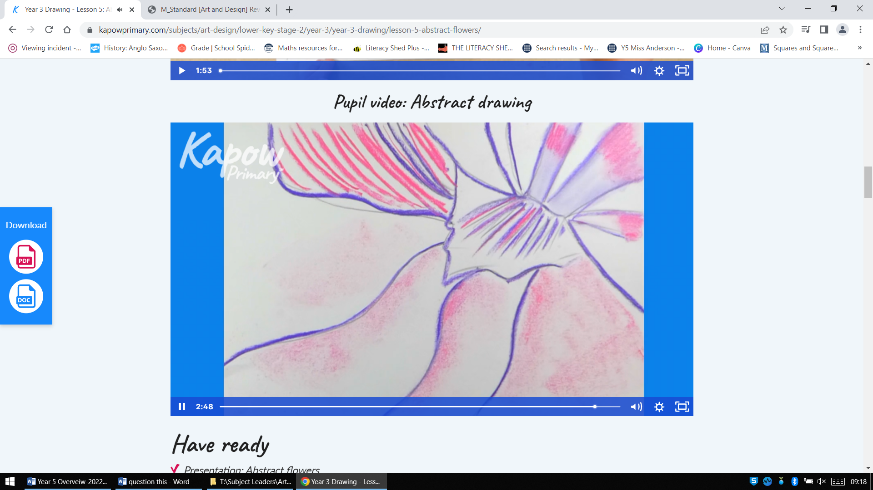 Year 3 Drawing - Lesson 5: A
M_Standard [Art and Design] Rev
kapowprimary.com/subjects/art-design/lower-key-stage-2/year-3/year-3-drawing/lesson-5-abstract-flowers/
Viewing incident -...
History: Anglo Saxo...
Grade | School Spid...
Maths resources for...
Literacy Shed Plus -...
THE LITERACY SHE...
Search results - My...
Y5 Miss Anderson -...
Home - Canva
Squares and Square...
»
1:53
Pupil video: Abstract drawing
Kapow
Primary
Download
PDF
DOC
2:48
Have ready
Presentation: Abstract flowers
Year 5 Overveiw 2022...
question this - Word
T:\Subject Leaders\Art...
Year 3 Drawing - Less...
09:18